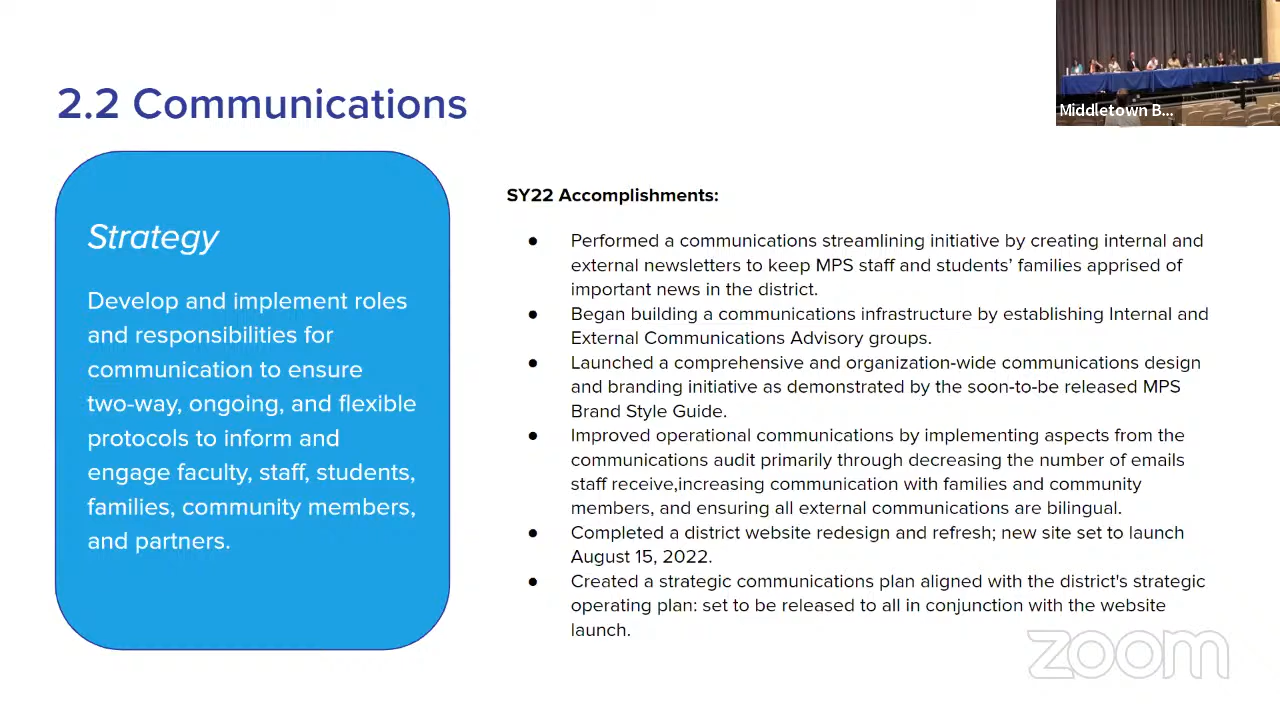 Middletown B...
2.2 Communications
Strategy
Develop and implement roles
and responsibilities for
communication to ensure
two-way, ongoing, and flexible
protocols to inform and
engage faculty, staff, students,
families, community members,
and partners.
SY22 Accomplishments:
● Performed a communications streamlining initiative by creating internal and
external newsletters to keep MPS staff and students’ families apprised of
important news in the district.
● Began building a communications infrastructure by establishing Internal and
External Communications Advisory groups.
● Launched a comprehensive and organization-wide communications design
and branding initiative as demonstrated by the soon-to-be released MPS
Brand Style Guide.
● Improved operational communications by implementing aspects from the
communications audit primarily through decreasing the number of emails
staff receive,increasing communication with families and community
members, and ensuring all external communications are bilingual.
● Completed a district website redesign and refresh; new site set to launch
August 15, 2022.
● Created a strategic communications plan aligned with the district's strategic
operating plan: set to be released to all in conjunction with the website
launch.
zoom